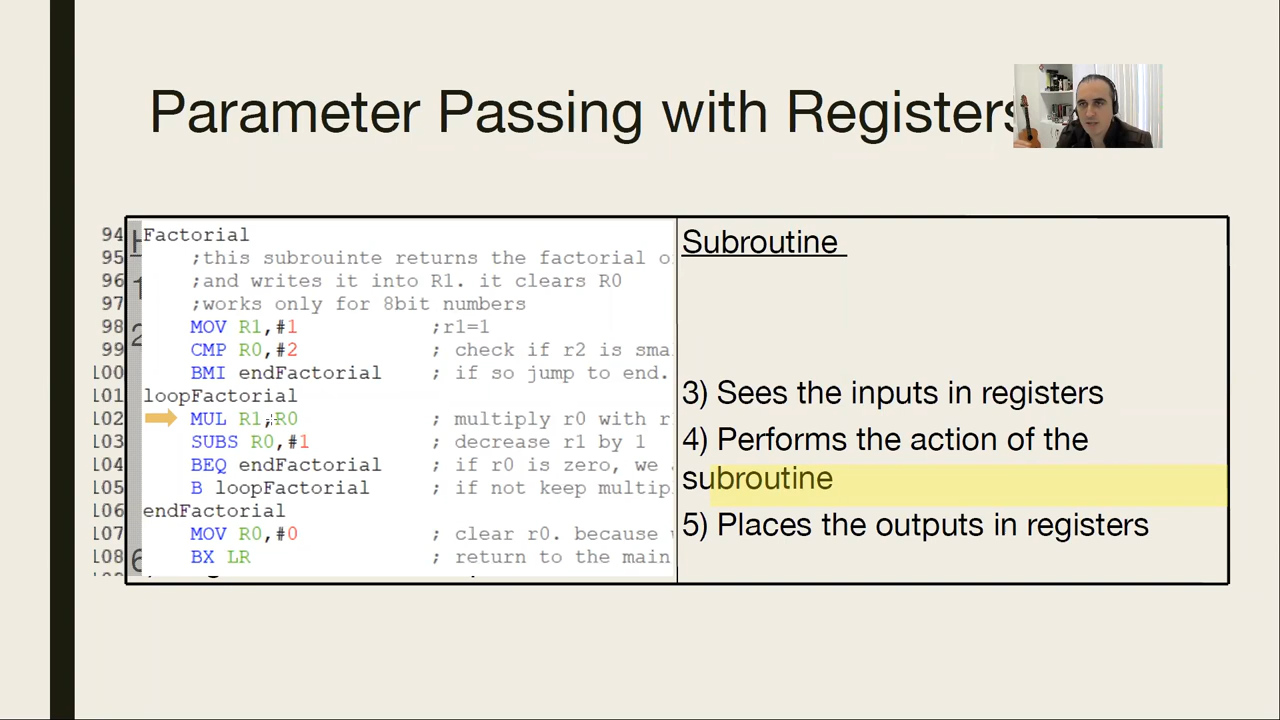 Parameter Passing with Registers
94 Factorial
95 ;this subrouinte returns the factorial o
96 ;and writes it into R1. it clears R0
97 ;works only for 8bit numbers
98 MOV R1,#1 ;r1=1
99 CMP R0,#2 ; check if r2 is sma
100 BMI endFactorial ; if so jump to end.
101 loopFactorial
102 MUL R1,R0 ; multiply r0 with r
103 SUBS R0,#1 ; decrease r1 by 1
104 BEQ endFactorial ; if r0 is zero, we
105 B loopFactorial ; if not keep multip
106 endFactorial
107 MOV R0,#0 ; clear r0. because
108 BX LR ; return to the main
Subroutine
3) Sees the inputs in registers
4) Performs the action of the
subroutine
5) Places the outputs in registers